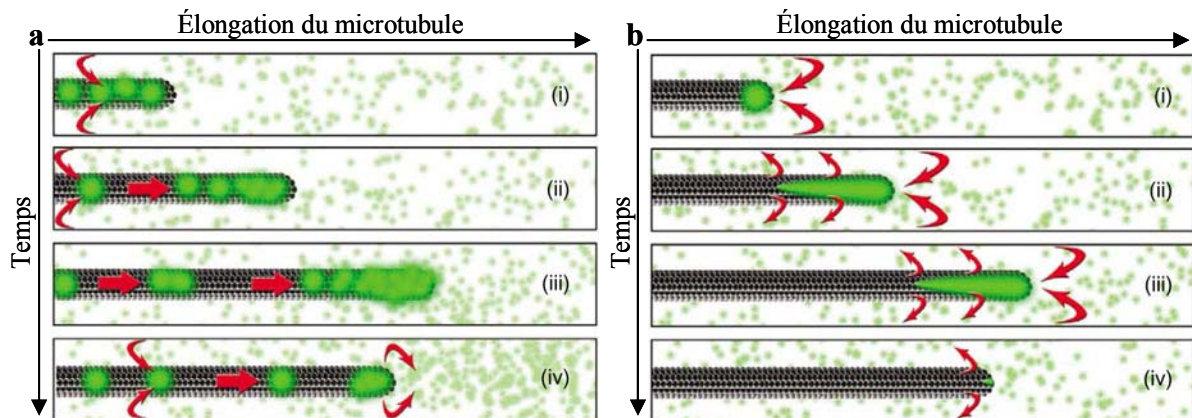 a
Élongation du microtubule
Temps
(i)
(ii)
(iii)
(iv)
b
Élongation du microtubule
Temps
(i)
(ii)
(iii)
(iv)